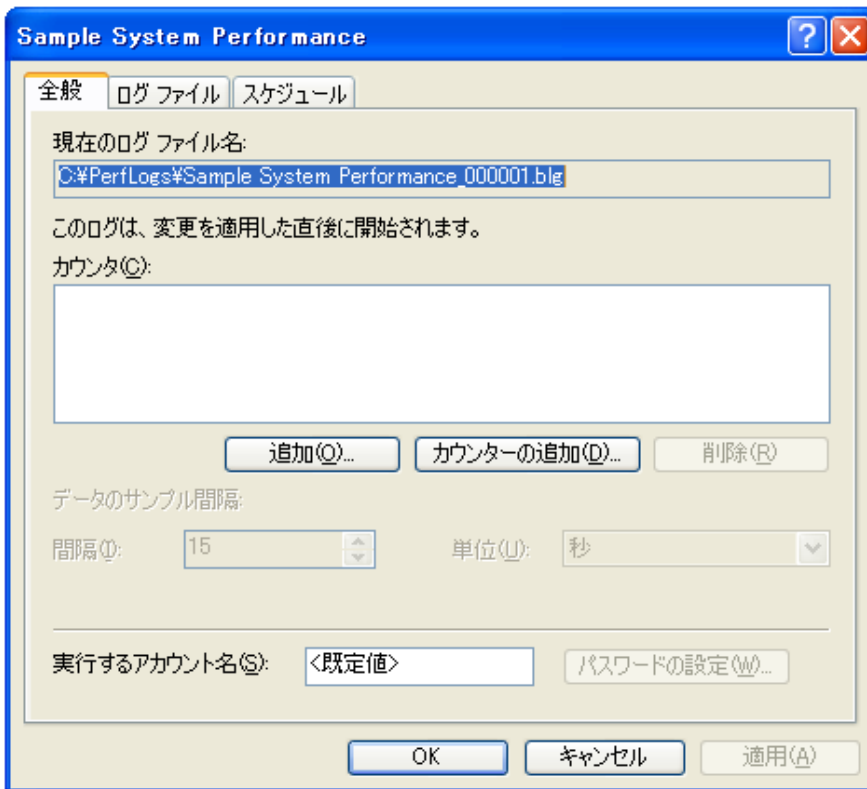 Sample System Performance
全般 ログ ファイル スケジュール
現在のログ ファイル名:
C:¥PerfLogs¥Sample System Performance_000001.blg
このログは、変更を適用した直後に開始されます。
カウンタ(C):
追加(O)... カウンターの追加(D)... 削除(R)
データのサンプル間隔:
間隔(I): 15 単位(U): 秒
実行するアカウント名(S): <既定値> パスワードの設定(W)...
OK キャンセル 適用(A)